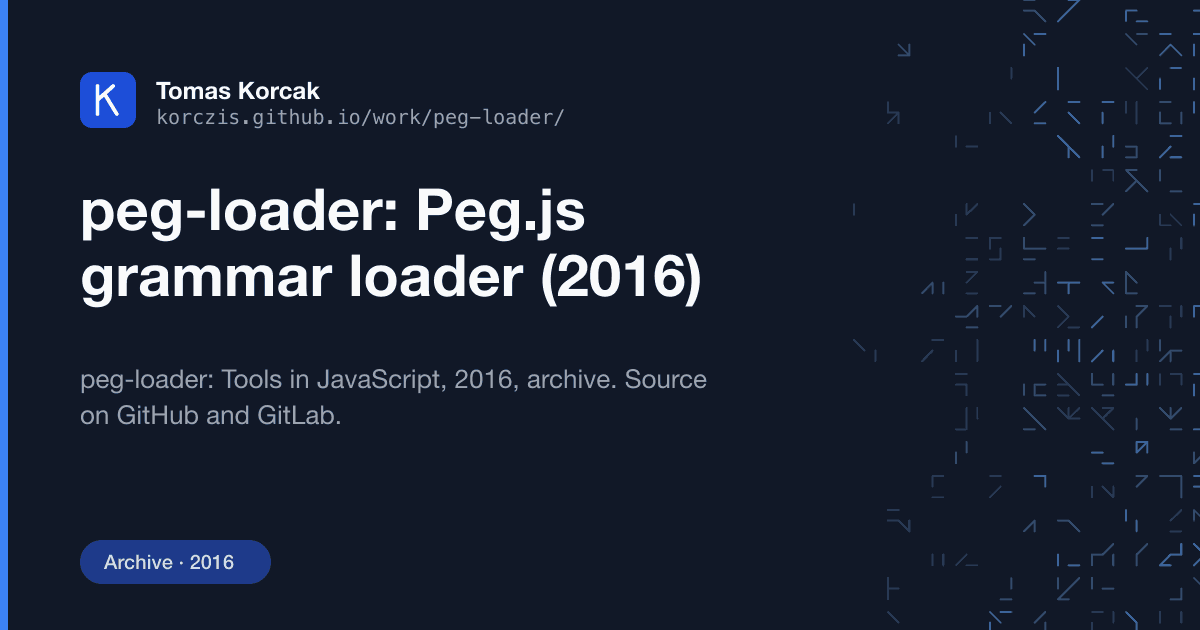 K
Tomas Korcak
korczis.github.io/work/peg-loader/
peg-loader: Peg.js
grammar loader (2016)
peg-loader: Tools in JavaScript, 2016, archive. Source
on GitHub and GitLab.
Archive · 2016